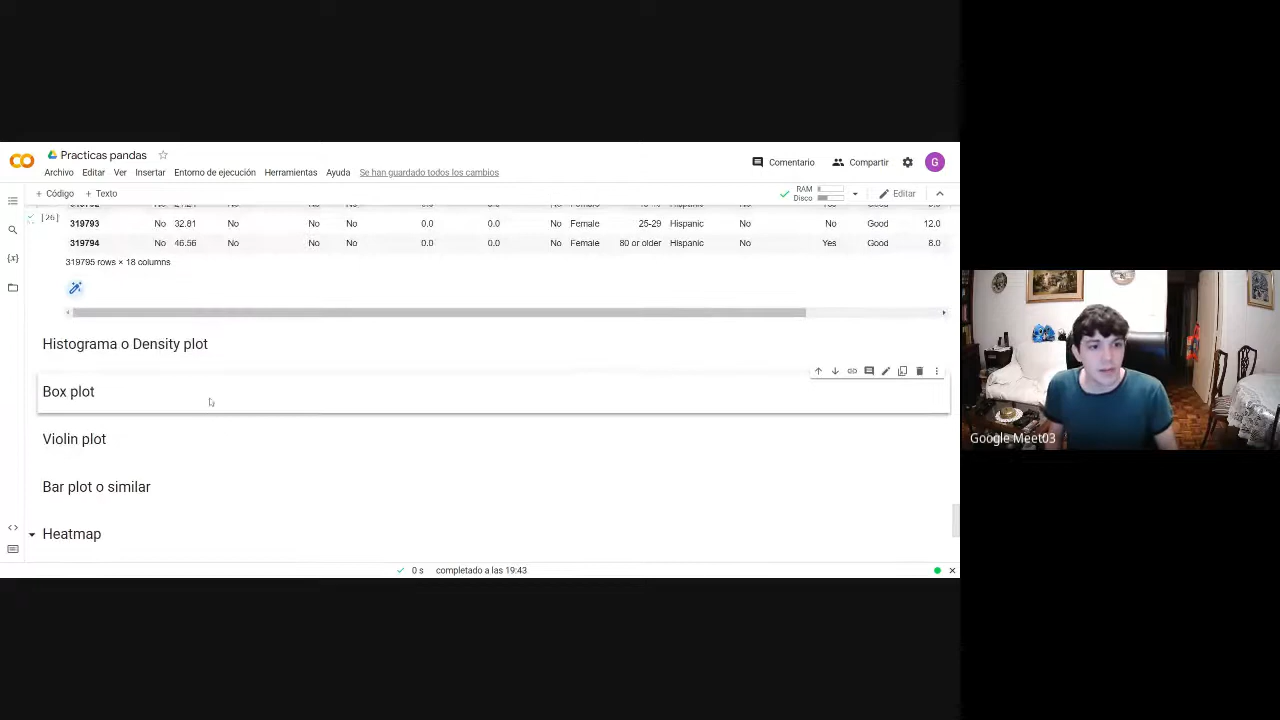 Practicas pandas
Archivo Editar Ver Insertar Entorno de ejecución Herramientas Ayuda Se han guardado todos los cambios
Comentario Compartir G
+ Código + Texto
RAM
Disco
Editar
[26]
319793 No 32.81 No No No 0.0 0.0 No Female 25-29 Hispanic No No Good 12.0
319794 No 46.56 No No No 0.0 0.0 No Female 80 or older Hispanic No Yes Good 8.0
319795 rows × 18 columns
Histograma o Density plot
Box plot
Violin plot
Bar plot o similar
Heatmap
0 s completado a las 19:43
Google Meet03